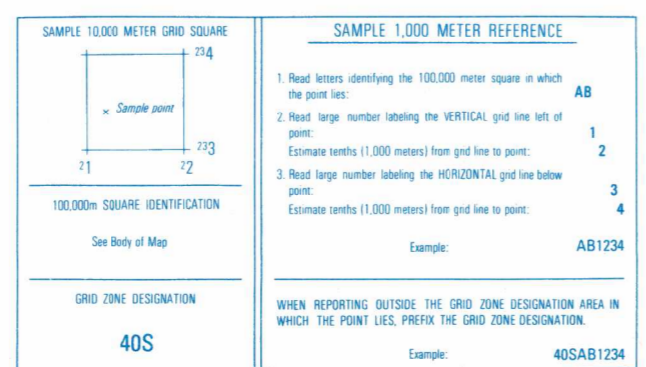 SAMPLE 10,000 METER GRID SQUARE
234
× Sample point
233
21 22
100,000m SQUARE IDENTIFICATION
See Body of Map
GRID ZONE DESIGNATION
40S
SAMPLE 1,000 METER REFERENCE
1. Read letters identifying the 100,000 meter square in which
the point lies: AB
2. Read large number labeling the VERTICAL grid line left of
point: 1
Estimate tenths (1,000 meters) from grid line to point: 2
3. Read large number labeling the HORIZONTAL grid line below
point: 3
Estimate tenths (1,000 meters) from grid line to point: 4
Example: AB1234
WHEN REPORTING OUTSIDE THE GRID ZONE DESIGNATION AREA IN
WHICH THE POINT LIES, PREFIX THE GRID ZONE DESIGNATION.
Example: 40SAB1234